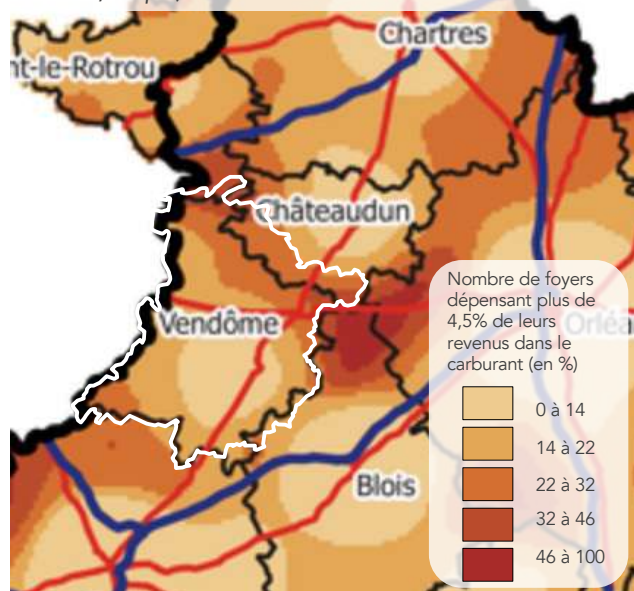 Chartres
nt-le-Rotrou
Châteaudun
Nombre de foyers
dépensant plus de
4,5% de leurs
revenus dans le
carburant (en %)
Vendôme
Orléa
0 à 14
14 à 22
22 à 32
32 à 46
46 à 100
Blois